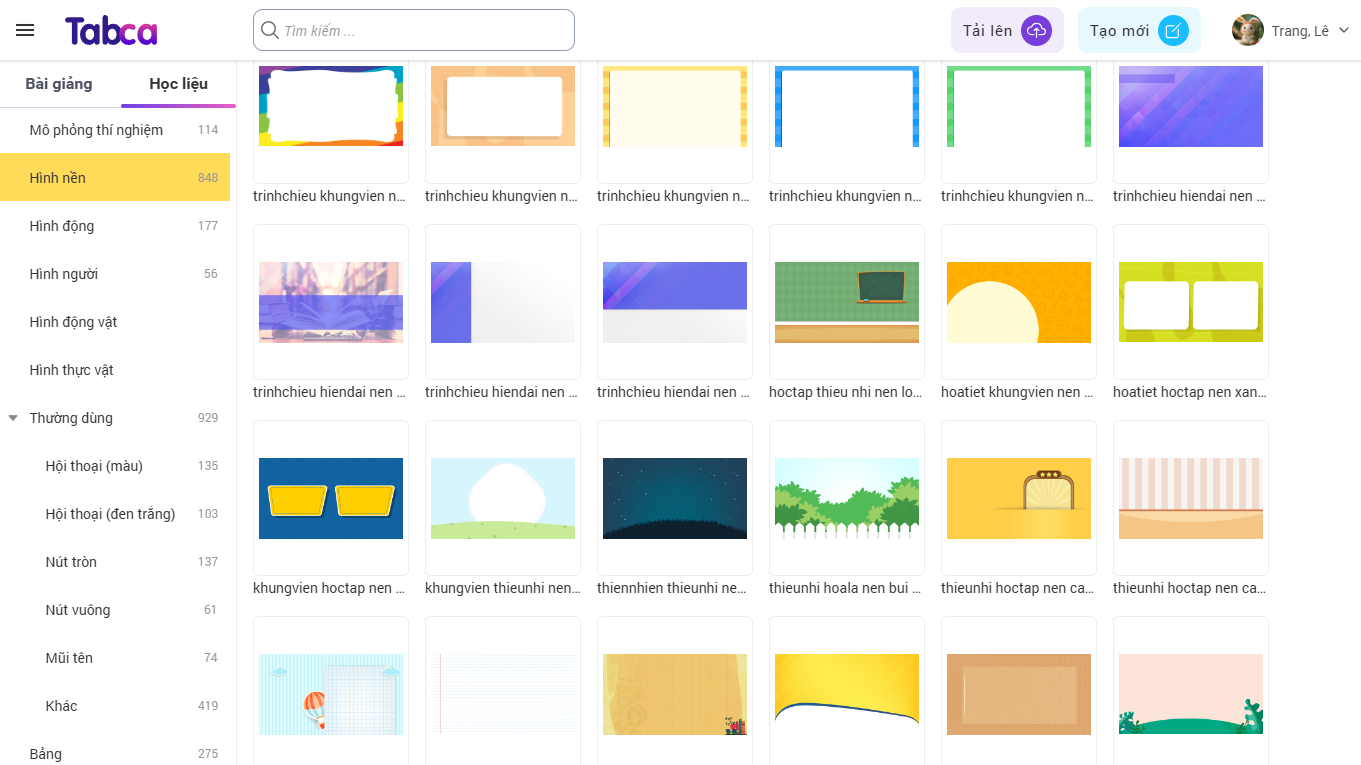 Tabca
Tìm kiếm ...
Tải lên
Tạo mới
Trang, Lê
Bài giảng
Học liệu
Mô phỏng thí nghiệm 114
Hình nền 848
Hình động 177
Hình người 56
Hình động vật
Hình thực vật
Thường dùng 929
Hội thoại (màu) 135
Hội thoại (đen trắng) 103
Nút tròn 137
Nút vuông 61
Mũi tên 74
Khác 419
Bảng 275
trinhchieu khungvien n...
trinhchieu khungvien n...
trinhchieu khungvien n...
trinhchieu khungvien n...
trinhchieu khungvien n...
trinhchieu hiendai nen ...
trinhchieu hiendai nen ...
trinhchieu hiendai nen ...
trinhchieu hiendai nen ...
hoctap thieu nhi nen lo...
hoatiet khungvien nen ...
hoatiet hoctap nen xan...
khungvien hoctap nen ...
khungvien thieunhi nen...
thiennhien thieunhi ne...
thieunhi hoala nen bui ...
thieunhi hoctap nen ca...
thieunhi hoctap nen ca...